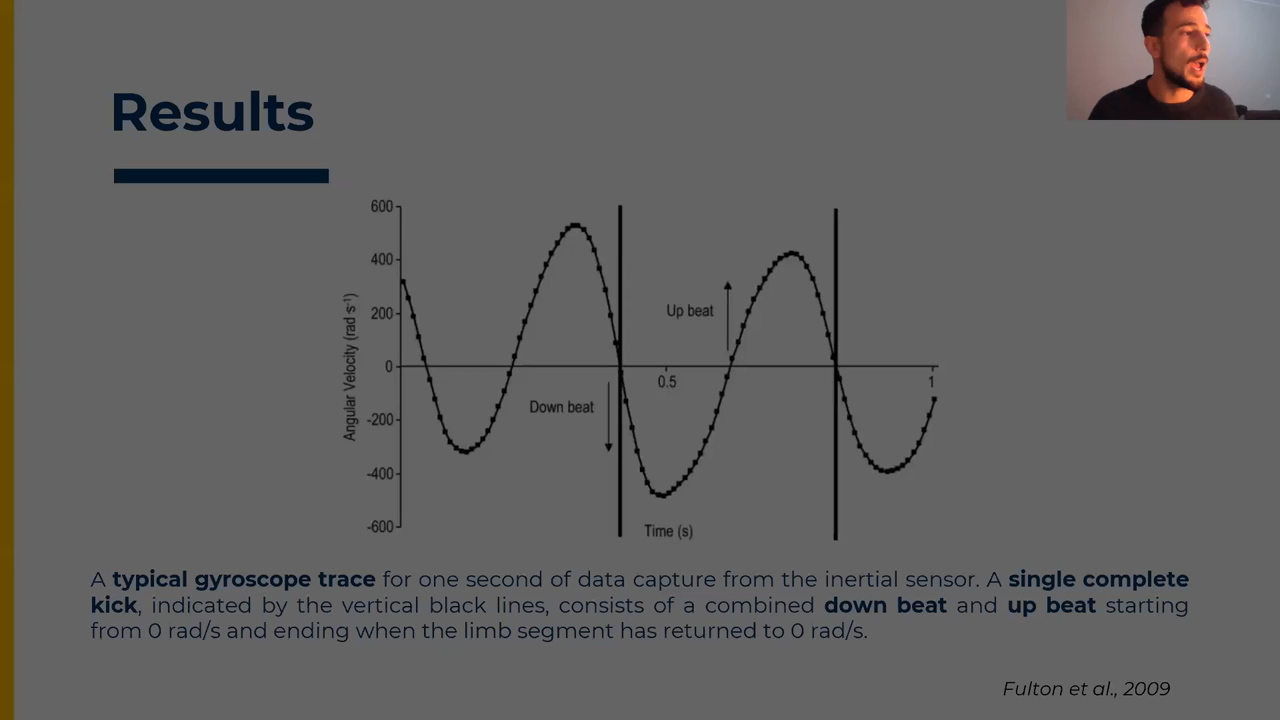 Results
600
400
200
0
-200
-400
-600
Angular Velocity (rad s⁻¹)
Up beat
0.5
1
Down beat
Time (s)
A typical gyroscope trace for one second of data capture from the inertial sensor. A single complete
kick, indicated by the vertical black lines, consists of a combined down beat and up beat starting
from 0 rad/s and ending when the limb segment has returned to 0 rad/s.
Fulton et al., 2009